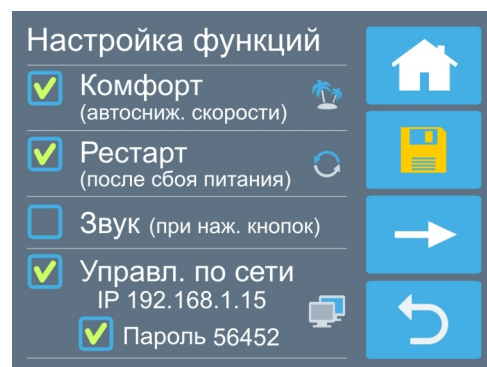 Настройка функций
Комфорт
(автосниж. скорости)
Рестарт
(после сбоя питания)
Звук (при наж. кнопок)
Управл. по сети
IP 192.168.1.15
Пароль 56452